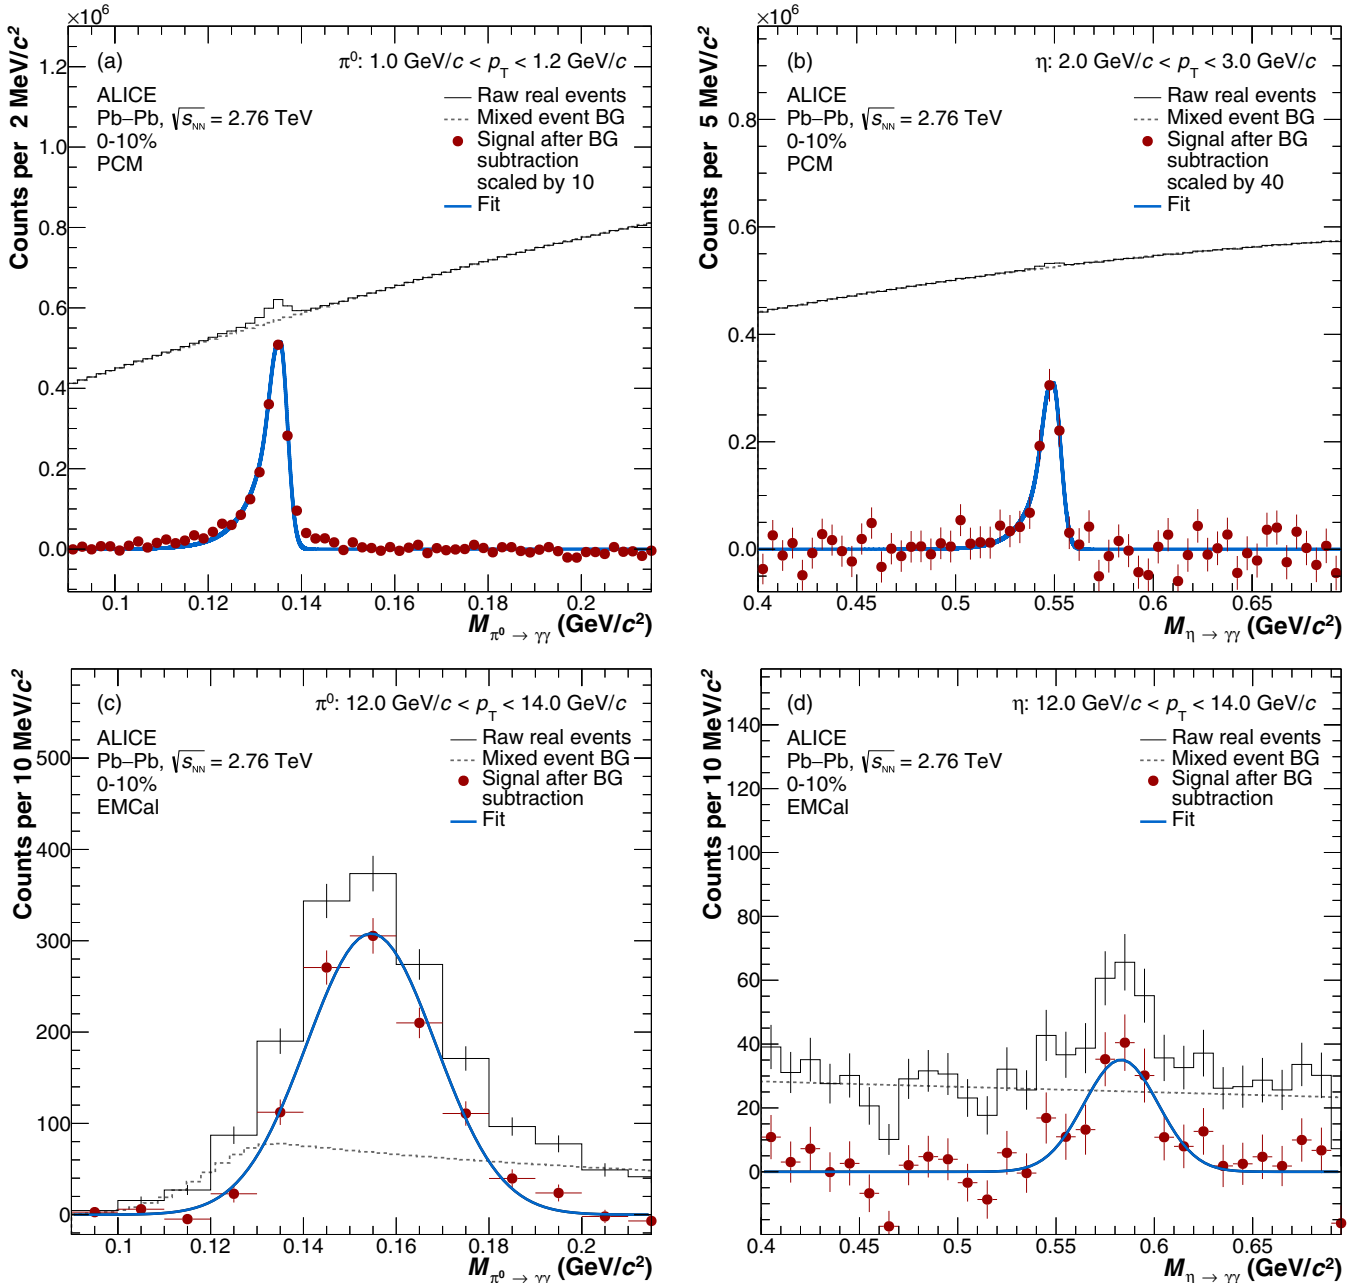 ×10⁶
Counts per 2 MeV/c²
(a)
π⁰: 1.0 GeV/c < p_T < 1.2 GeV/c
ALICE
Pb–Pb, √s_NN = 2.76 TeV
0-10%
PCM
Raw real events
Mixed event BG
Signal after BG
subtraction
scaled by 10
Fit
1.2
1.0
0.8
0.6
0.4
0.2
0.0
0.1 0.12 0.14 0.16 0.18 0.2
M_π⁰ → γγ (GeV/c²)
×10⁶
Counts per 5 MeV/c²
(b)
η: 2.0 GeV/c < p_T < 3.0 GeV/c
ALICE
Pb–Pb, √s_NN = 2.76 TeV
0-10%
PCM
Raw real events
Mixed event BG
Signal after BG
subtraction
scaled by 40
Fit
0.8
0.6
0.4
0.2
0.0
0.4 0.45 0.5 0.55 0.6 0.65
M_η → γγ (GeV/c²)
Counts per 10 MeV/c²
(c)
π⁰: 12.0 GeV/c < p_T < 14.0 GeV/c
ALICE
Pb–Pb, √s_NN = 2.76 TeV
0-10%
EMCal
Raw real events
Mixed event BG
Signal after BG
subtraction
Fit
500
400
300
200
100
0
0.1 0.12 0.14 0.16 0.18 0.2
M_π⁰ → γγ (GeV/c²)
Counts per 10 MeV/c²
(d)
η: 12.0 GeV/c < p_T < 14.0 GeV/c
ALICE
Pb–Pb, √s_NN = 2.76 TeV
0-10%
EMCal
Raw real events
Mixed event BG
Signal after BG
subtraction
Fit
140
120
100
80
60
40
20
0
0.4 0.45 0.5 0.55 0.6 0.65
M_η → γγ (GeV/c²)